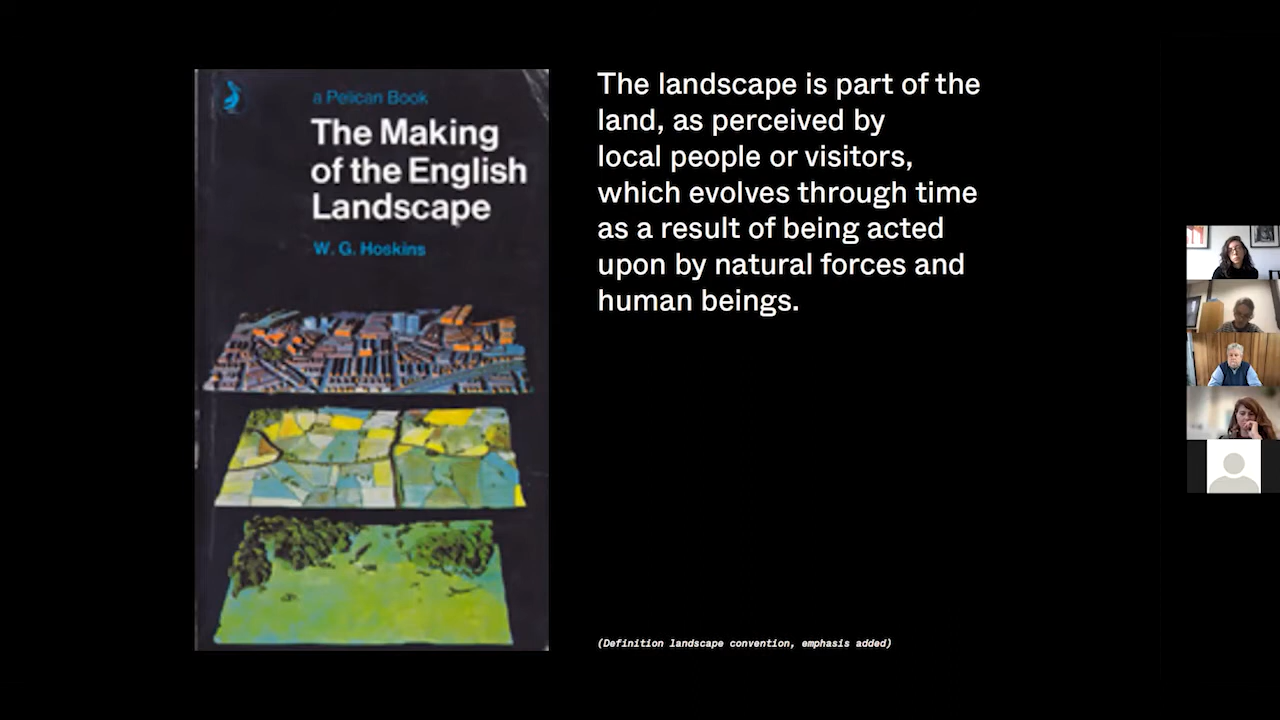 a Pelican Book
The Making
of the English
Landscape
W. G. Hoskins
The landscape is part of the
land, as perceived by
local people or visitors,
which evolves through time
as a result of being acted
upon by natural forces and
human beings.
(Definition landscape convention, emphasis added)